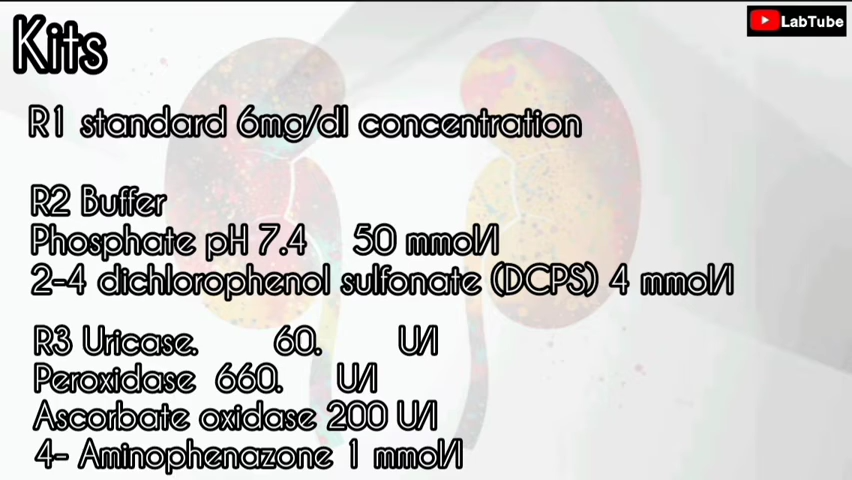 LabTube
Kits
R1 standard 6mg/dl concentration
R2 Buffer
Phosphate pH 7.4 50 mmol/l
2-4 dichlorophenol sulfonate (DCPS) 4 mmol/l
R3 Uricase. 60. U/l
Peroxidase 660. U/l
Ascorbate oxidase 200 U/l
4- Aminophenazone 1 mmol/l